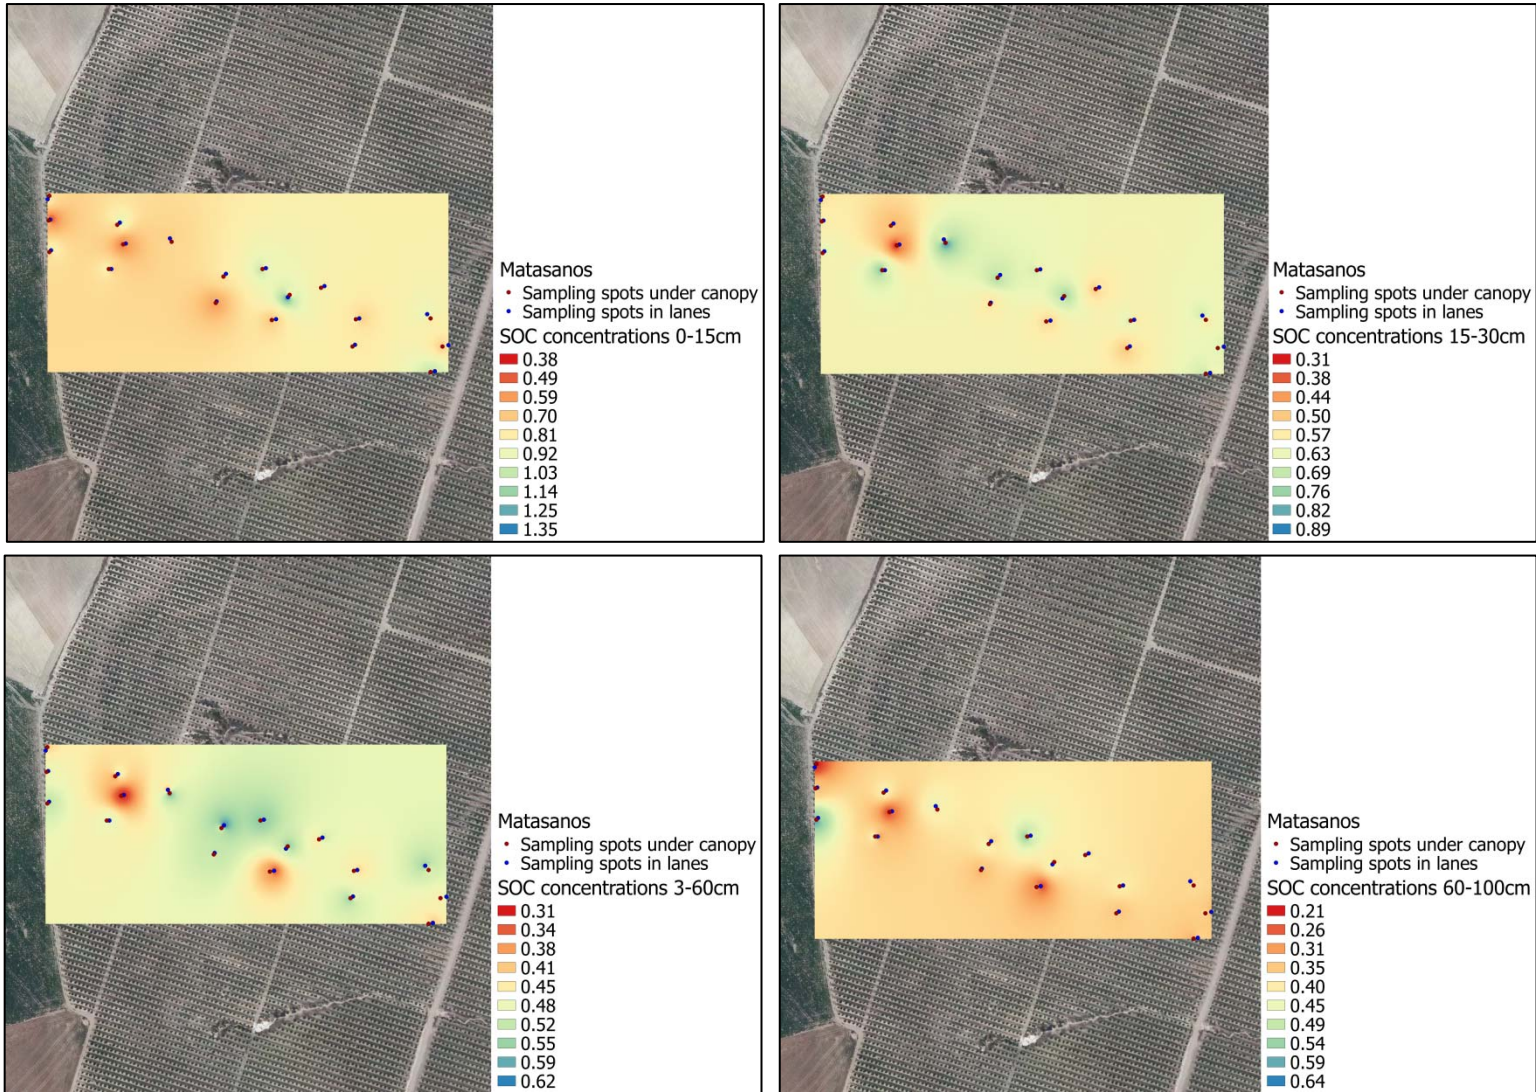 Matasanos
Sampling spots under canopy
Sampling spots in lanes
SOC concentrations 0-15cm
0.38
0.49
0.59
0.70
0.81
0.92
1.03
1.14
1.25
1.35
Matasanos
Sampling spots under canopy
Sampling spots in lanes
SOC concentrations 15-30cm
0.31
0.38
0.44
0.50
0.57
0.63
0.69
0.76
0.82
0.89
Matasanos
Sampling spots under canopy
Sampling spots in lanes
SOC concentrations 3-60cm
0.31
0.34
0.38
0.41
0.45
0.48
0.52
0.55
0.59
0.62
Matasanos
Sampling spots under canopy
Sampling spots in lanes
SOC concentrations 60-100cm
0.21
0.26
0.31
0.35
0.40
0.45
0.49
0.54
0.59
0.64